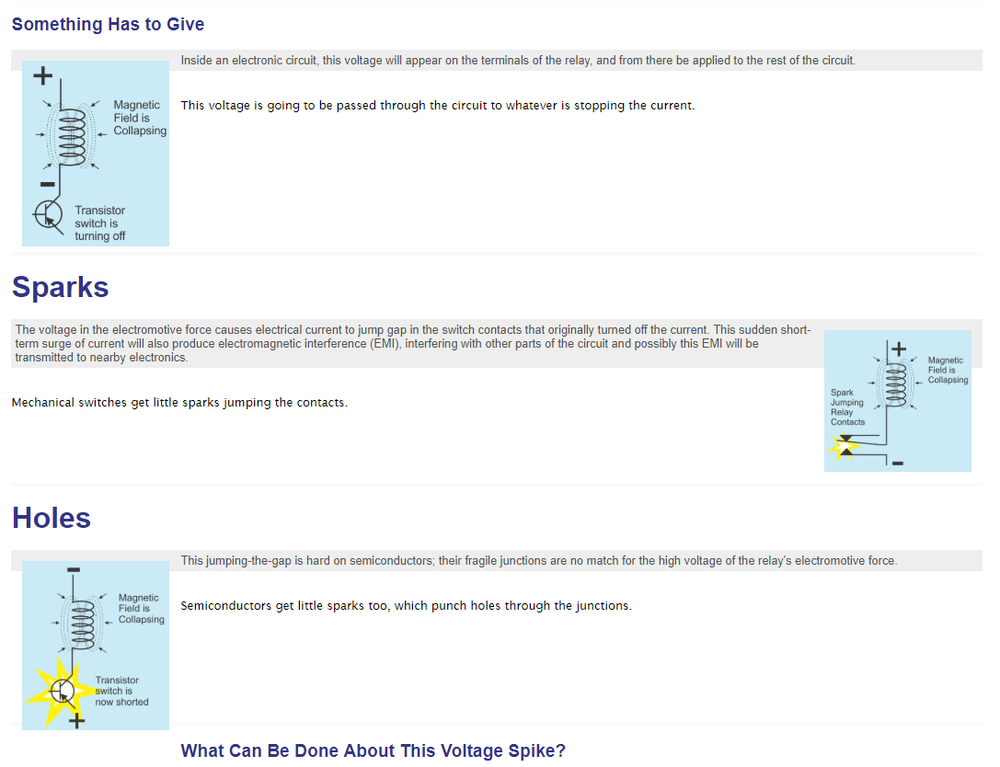 Something Has to Give
Inside an electronic circuit, this voltage will appear on the terminals of the relay, and from there be applied to the rest of the circuit.
+
Magnetic
Field is
Collapsing
This voltage is going to be passed through the circuit to whatever is stopping the current.
−
Transistor
switch is
turning off
Sparks
The voltage in the electromotive force causes electrical current to jump gap in the switch contacts that originally turned off the current. This sudden short-
term surge of current will also produce electromagnetic interference (EMI), interfering with other parts of the circuit and possibly this EMI will be
transmitted to nearby electronics.
+
Magnetic
Field is
Collapsing
Spark
Jumping
Relay
Contacts
−
Mechanical switches get little sparks jumping the contacts.
Holes
This jumping-the-gap is hard on semiconductors; their fragile junctions are no match for the high voltage of the relay's electromotive force.
−
Magnetic
Field is
Collapsing
Semiconductors get little sparks too, which punch holes through the junctions.
Transistor
switch is
now shorted
+
What Can Be Done About This Voltage Spike?